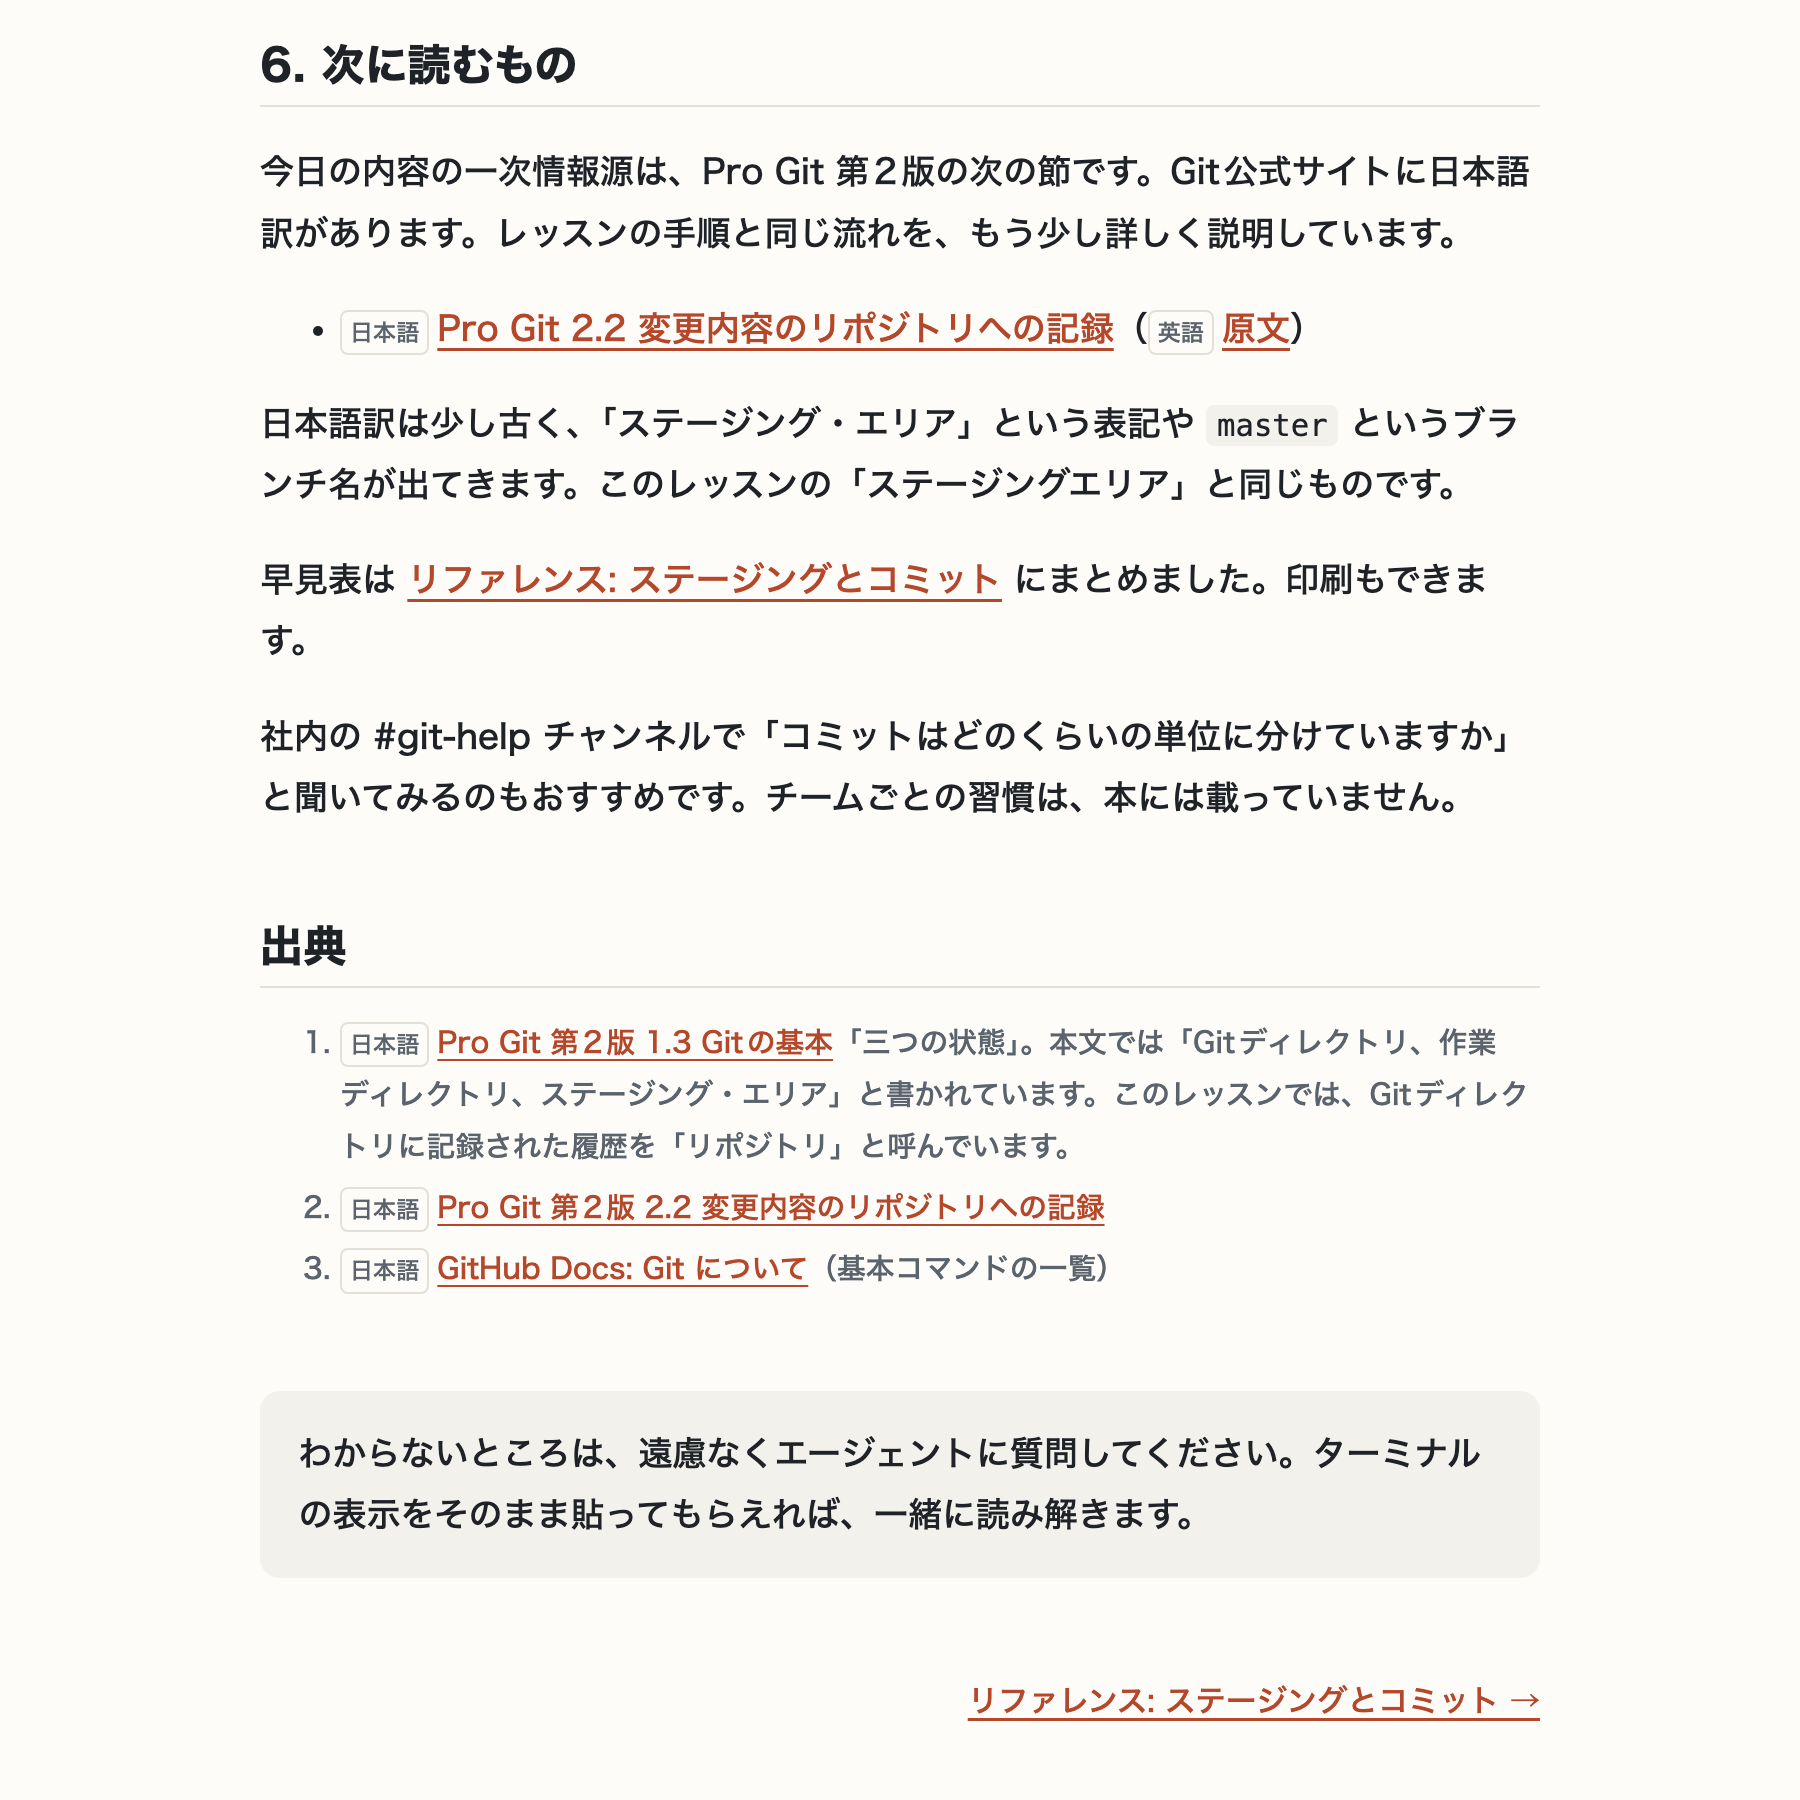 6. 次に読むもの
今日の内容の一次情報源は、Pro Git 第2版の次の節です。Git公式サイトに日本語
訳があります。レッスンの手順と同じ流れを、もう少し詳しく説明しています。
• 日本語 Pro Git 2.2 変更内容のリポジトリへの記録（英語 原文）
日本語訳は少し古く、「ステージング・エリア」という表記や master というブラ
ンチ名が出てきます。このレッスンの「ステージングエリア」と同じものです。
早見表は リファレンス: ステージングとコミット にまとめました。印刷もできま
す。
社内の #git-help チャンネルで「コミットはどのくらいの単位に分けていますか」
と聞いてみるのもおすすめです。チームごとの習慣は、本には載っていません。
出典
1. 日本語 Pro Git 第2版 1.3 Gitの基本「三つの状態」。本文では「Gitディレクトリ、作業
ディレクトリ、ステージング・エリア」と書かれています。このレッスンでは、Gitディレク
トリに記録された履歴を「リポジトリ」と呼んでいます。
2. 日本語 Pro Git 第2版 2.2 変更内容のリポジトリへの記録
3. 日本語 GitHub Docs: Git について（基本コマンドの一覧）
わからないところは、遠慮なくエージェントに質問してください。ターミナル
の表示をそのまま貼ってもらえれば、一緒に読み解きます。
リファレンス: ステージングとコミット →